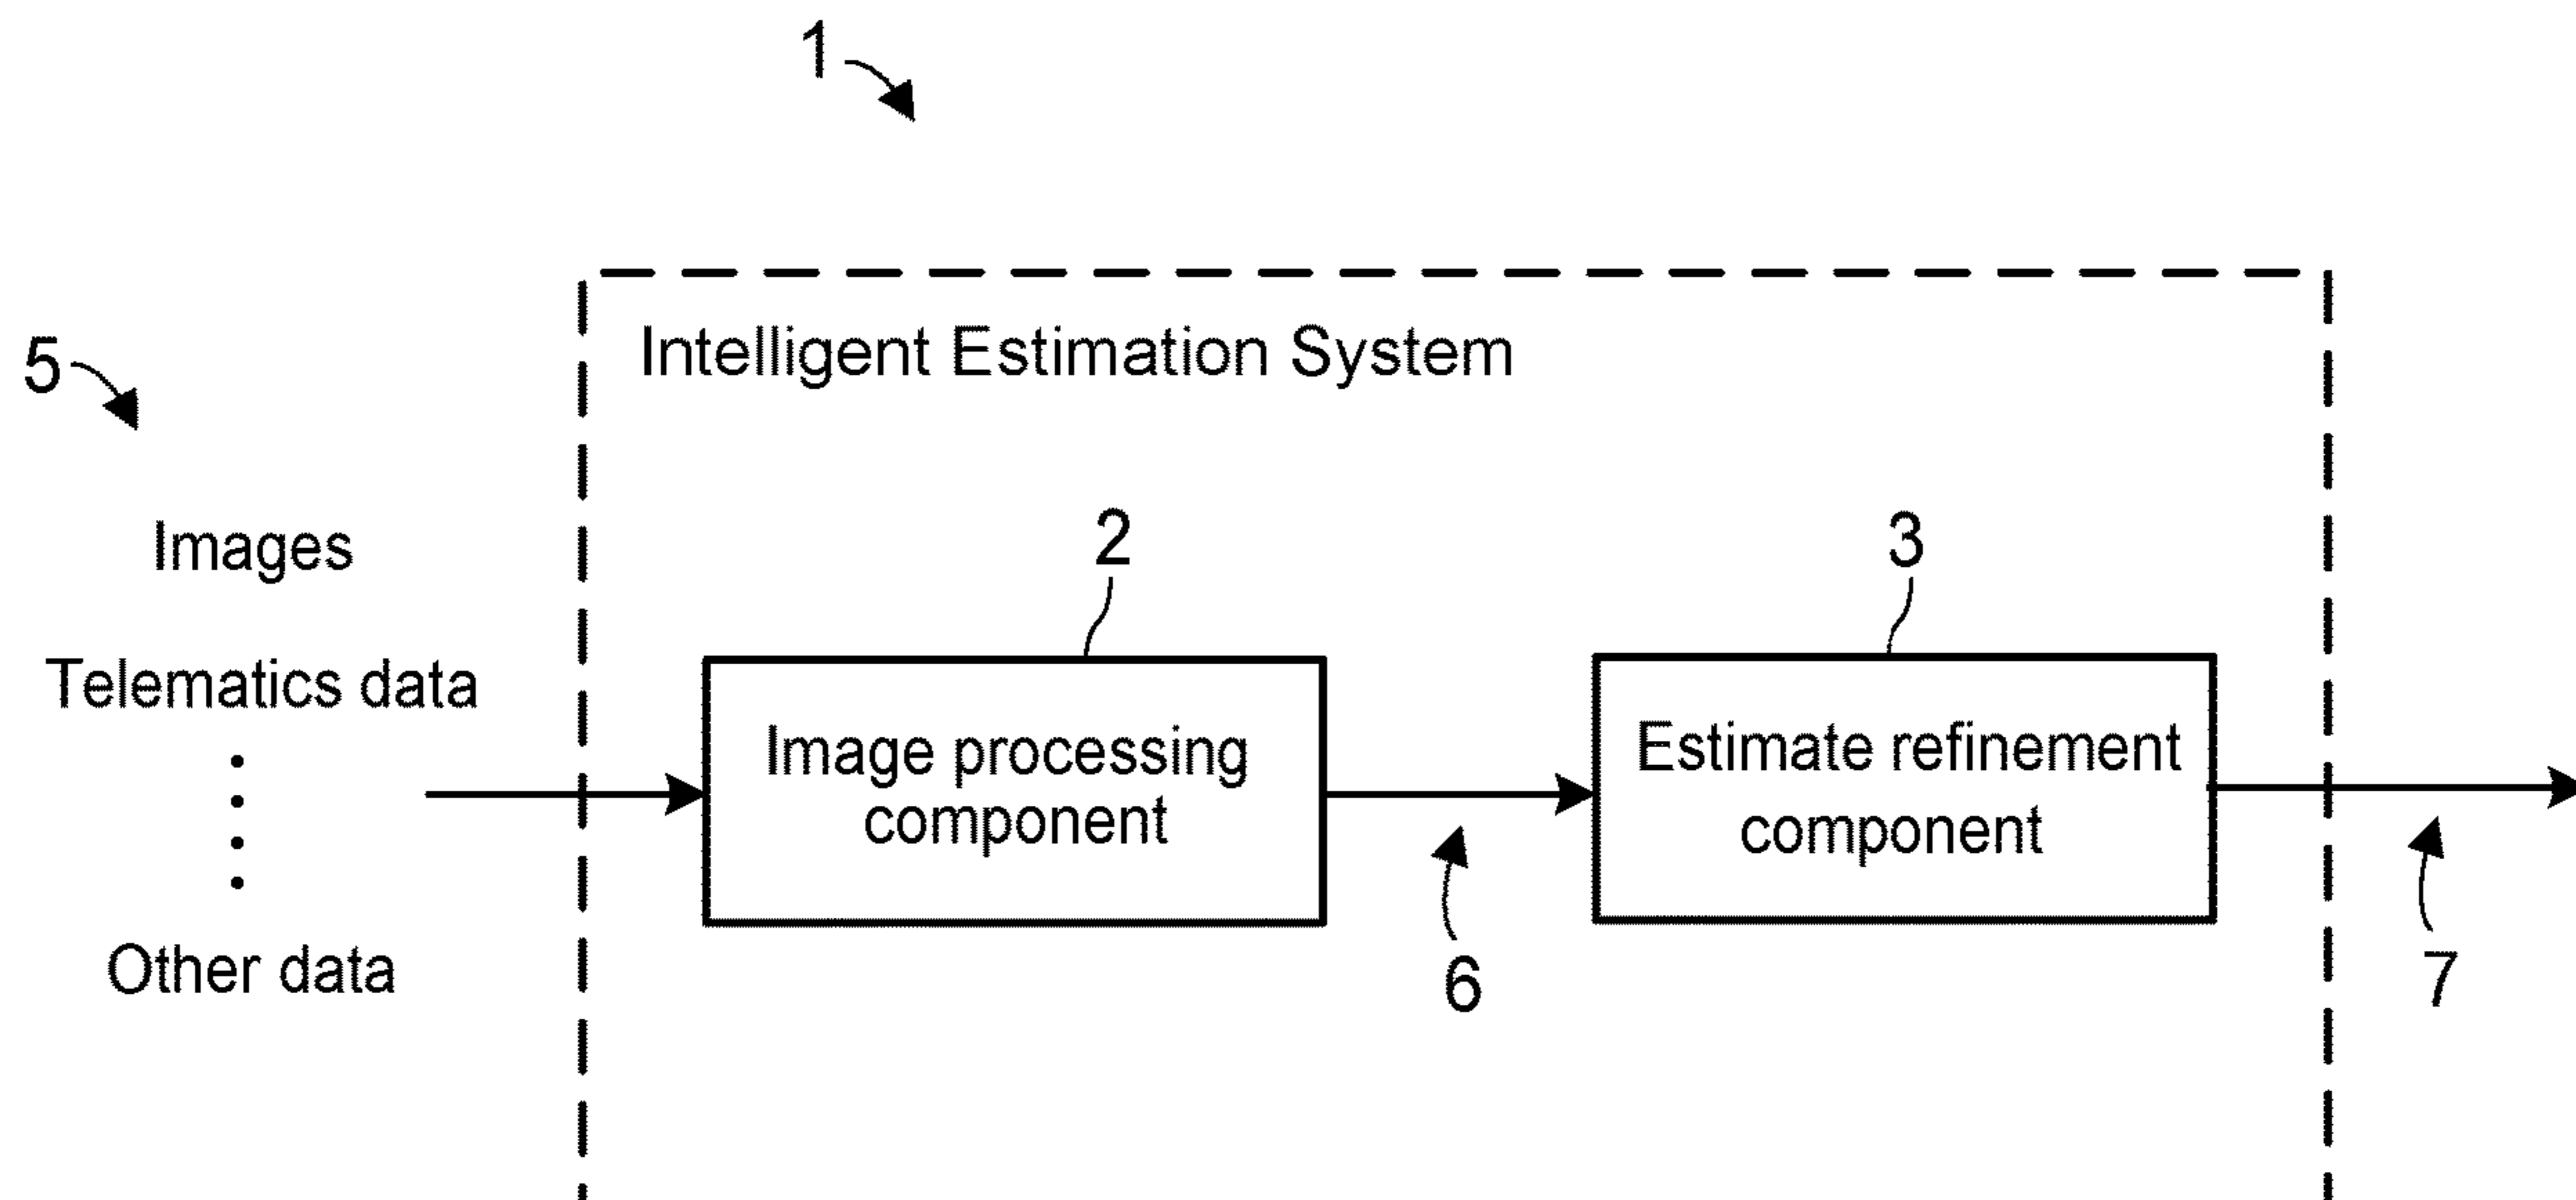 1
5
Intelligent Estimation System
Images
Telematics data
Other data
2
Image processing
component
3
Estimate refinement
component
6
7